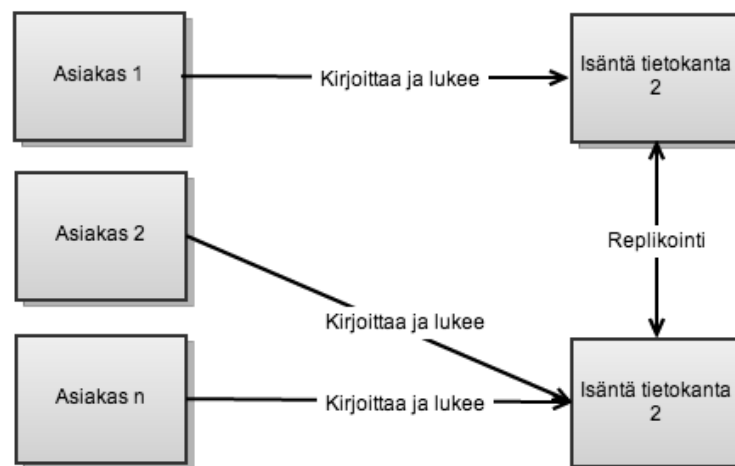 Asiakas 1
Kirjoittaa ja lukee
Isäntä tietokanta
2
Asiakas 2
Replikointi
Kirjoittaa ja lukee
Asiakas n
Kirjoittaa ja lukee
Isäntä tietokanta
2